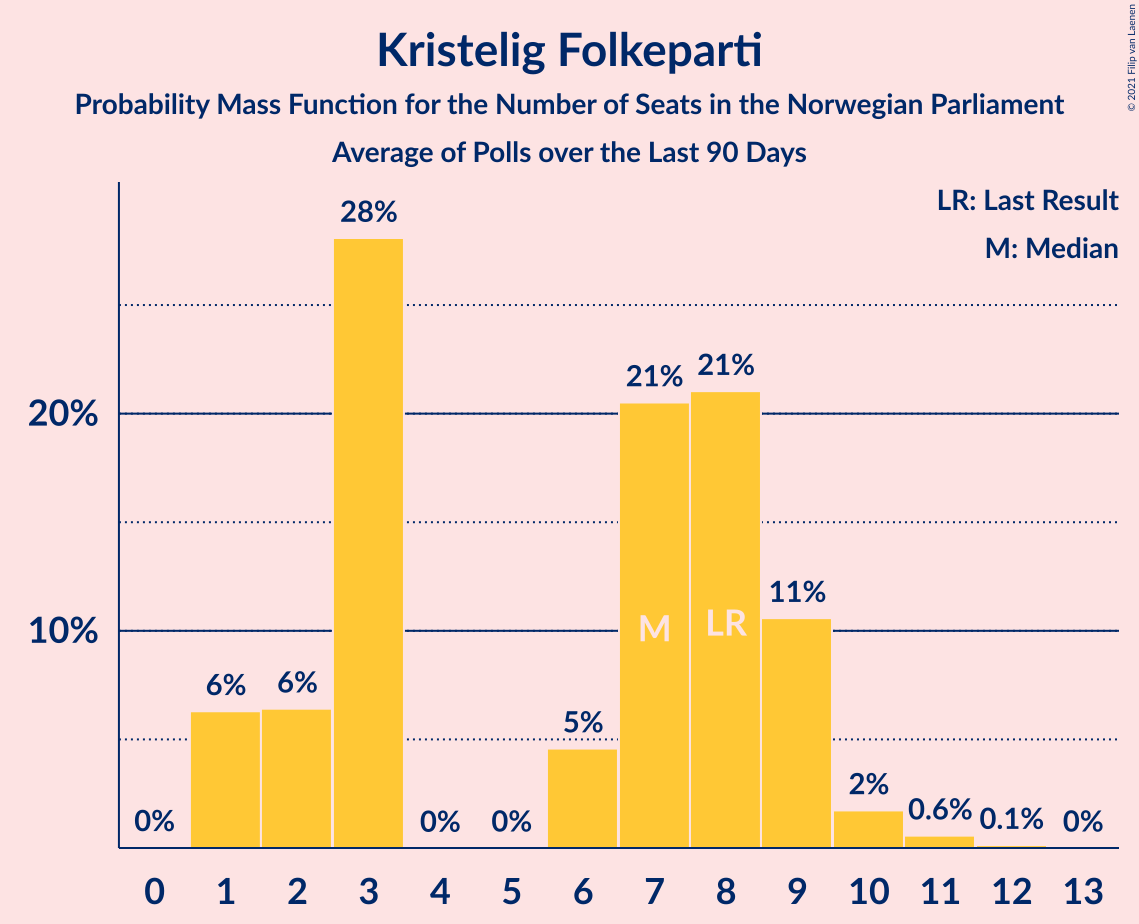 Kristelig Folkeparti
Probability Mass Function for the Number of Seats in the Norwegian Parliament
Average of Polls over the Last 90 Days
© 2021 Filip van Laenen
LR: Last Result
M: Median
28%
21%
21%
20%
11%
M
LR
10%
6%
6%
5%
2%
0%
0%
0%
0.6%
0.1%
0%
0 1 2 3 4 5 6 7 8 9 10 11 12 13